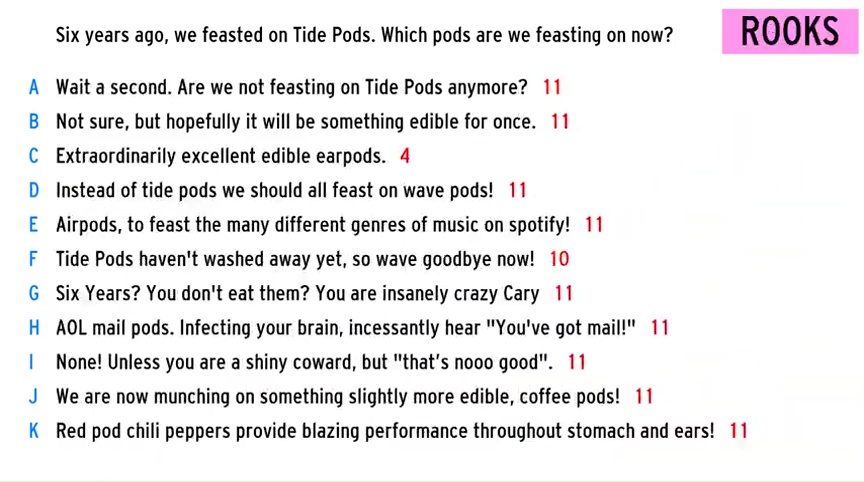 Six years ago, we feasted on Tide Pods. Which pods are we feasting on now?
ROOKS
A Wait a second. Are we not feasting on Tide Pods anymore? 11
B Not sure, but hopefully it will be something edible for once. 11
C Extraordinarily excellent edible earpods. 4
D Instead of tide pods we should all feast on wave pods! 11
E Airpods, to feast the many different genres of music on spotify! 11
F Tide Pods haven't washed away yet, so wave goodbye now! 10
G Six Years? You don't eat them? You are insanely crazy Cary 11
H AOL mail pods. Infecting your brain, incessantly hear "You've got mail!" 11
I None! Unless you are a shiny coward, but "that's nooo good". 11
J We are now munching on something slightly more edible, coffee pods! 11
K Red pod chili peppers provide blazing performance throughout stomach and ears! 11